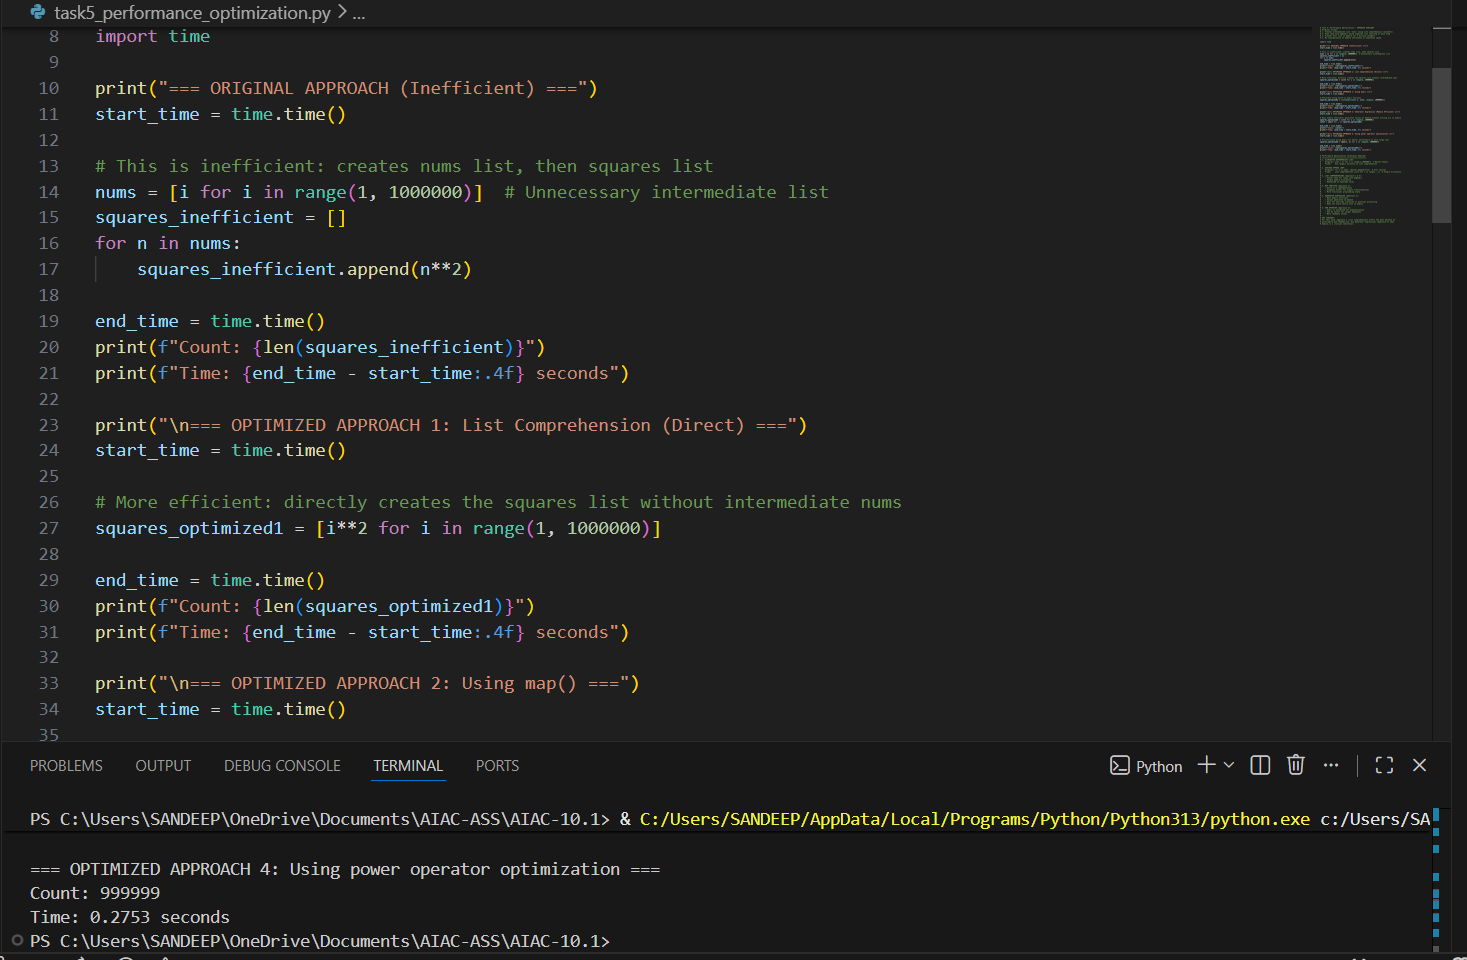 task5_performance_optimization.py > ...
8 import time
9
10 print("=== ORIGINAL APPROACH (Inefficient) ===")
11 start_time = time.time()
12
13 # This is inefficient: creates nums list, then squares list
14 nums = [i for i in range(1, 1000000)]  # Unnecessary intermediate list
15 squares_inefficient = []
16 for n in nums:
17     squares_inefficient.append(n**2)
18
19 end_time = time.time()
20 print(f"Count: {len(squares_inefficient)}")
21 print(f"Time: {end_time - start_time:.4f} seconds")
22
23 print("\n=== OPTIMIZED APPROACH 1: List Comprehension (Direct) ===")
24 start_time = time.time()
25
26 # More efficient: directly creates the squares list without intermediate nums
27 squares_optimized1 = [i**2 for i in range(1, 1000000)]
28
29 end_time = time.time()
30 print(f"Count: {len(squares_optimized1)}")
31 print(f"Time: {end_time - start_time:.4f} seconds")
32
33 print("\n=== OPTIMIZED APPROACH 2: Using map() ===")
34 start_time = time.time()
35
PROBLEMS OUTPUT DEBUG CONSOLE TERMINAL PORTS Python
PS C:\Users\SANDEEP\OneDrive\Documents\AIAC-ASS\AIAC-10.1> & C:/Users/SANDEEP/AppData/Local/Programs/Python/Python313/python.exe c:/Users/SA
=== OPTIMIZED APPROACH 4: Using power operator optimization ===
Count: 999999
Time: 0.2753 seconds
PS C:\Users\SANDEEP\OneDrive\Documents\AIAC-ASS\AIAC-10.1>